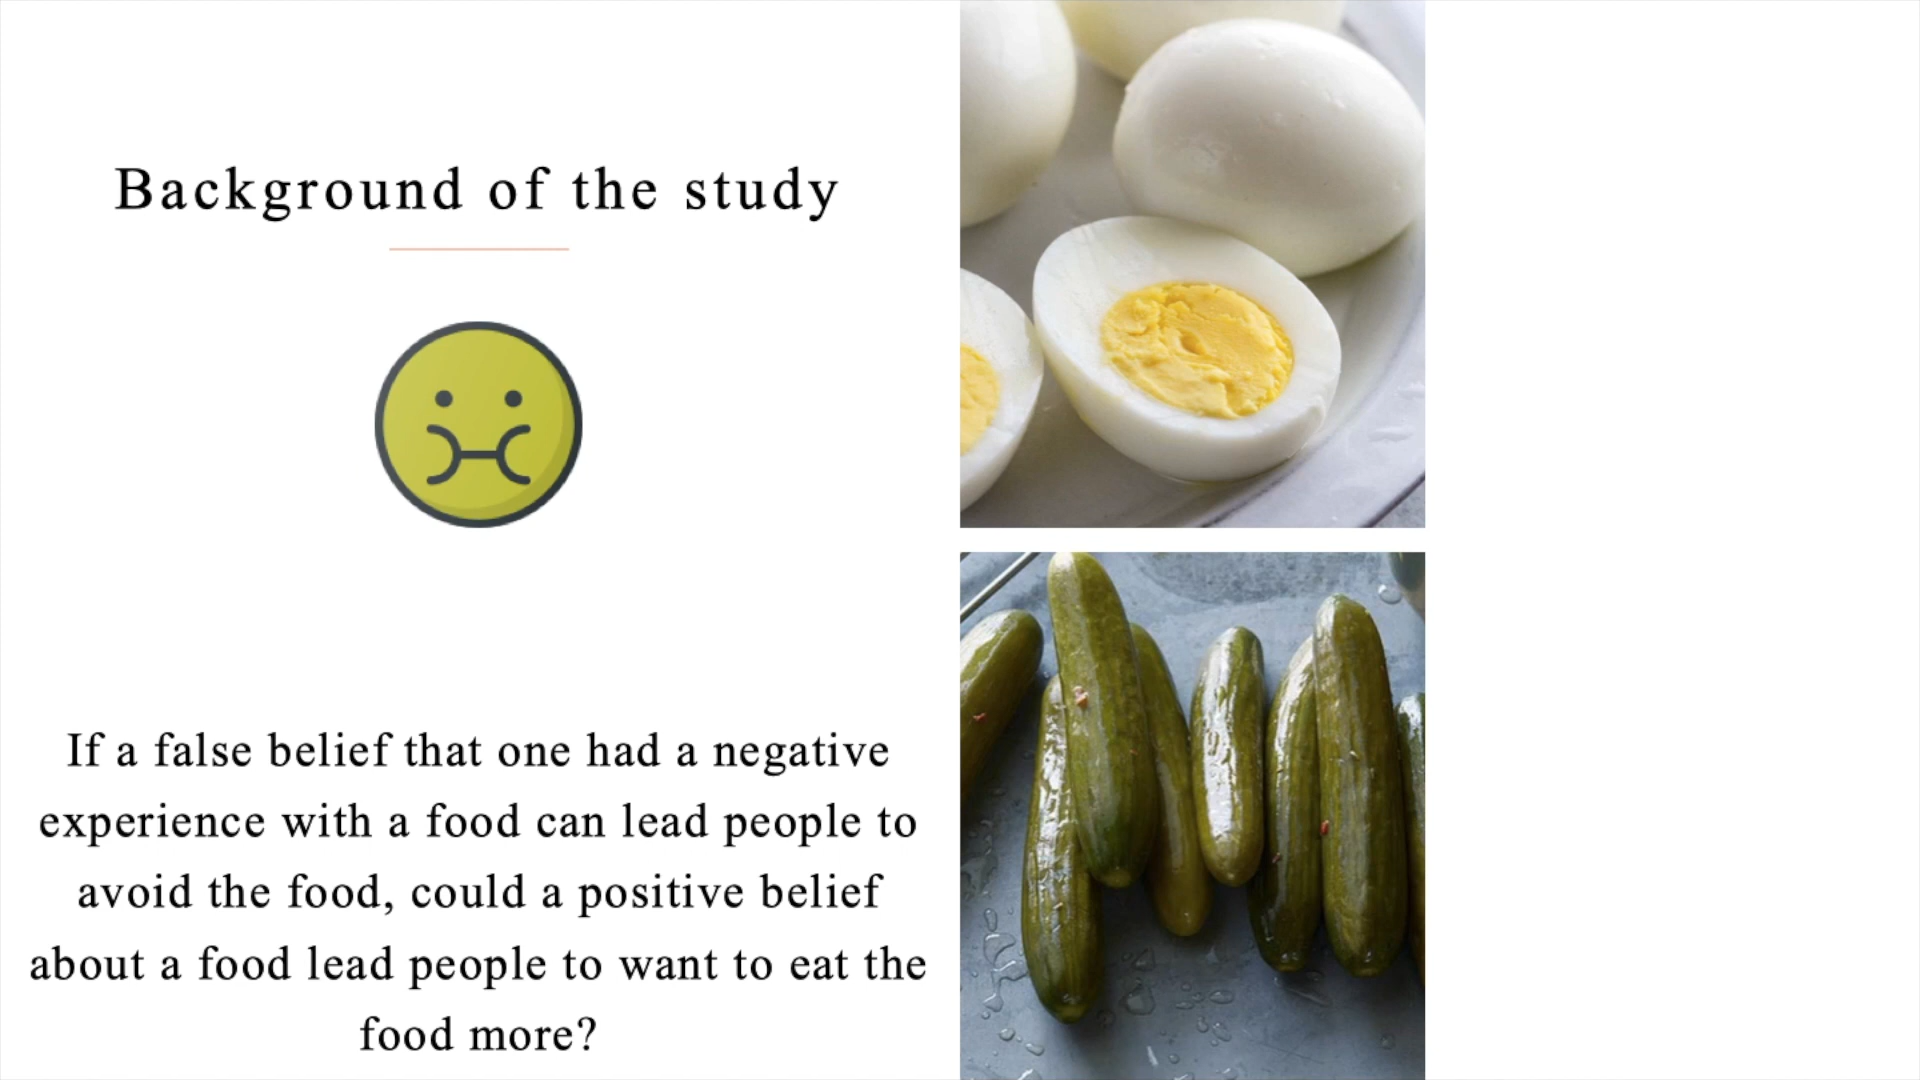 Background of the study
If a false belief that one had a negative
experience with a food can lead people to
avoid the food, could a positive belief
about a food lead people to want to eat the
food more?